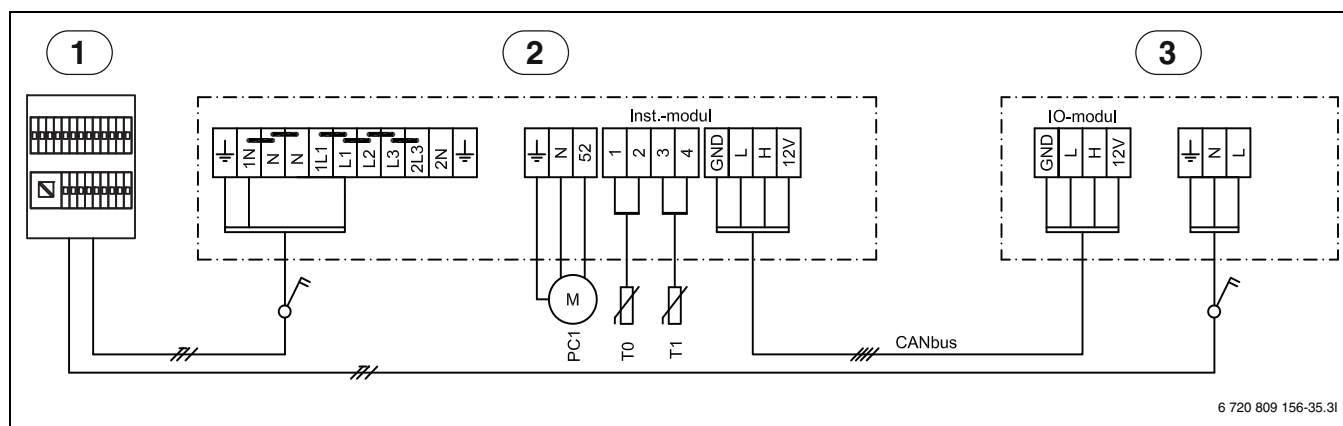 1
2
3
Inst.-modul
IO-modul
1N
N
N
1L1
L1
L2
L3
2L3
2N
N
52
1
2
3
4
GND
L
H
12V
GND
L
H
12V
N
L
M
PC1
T0
T1
CANbus
6 720 809 156-35.3I